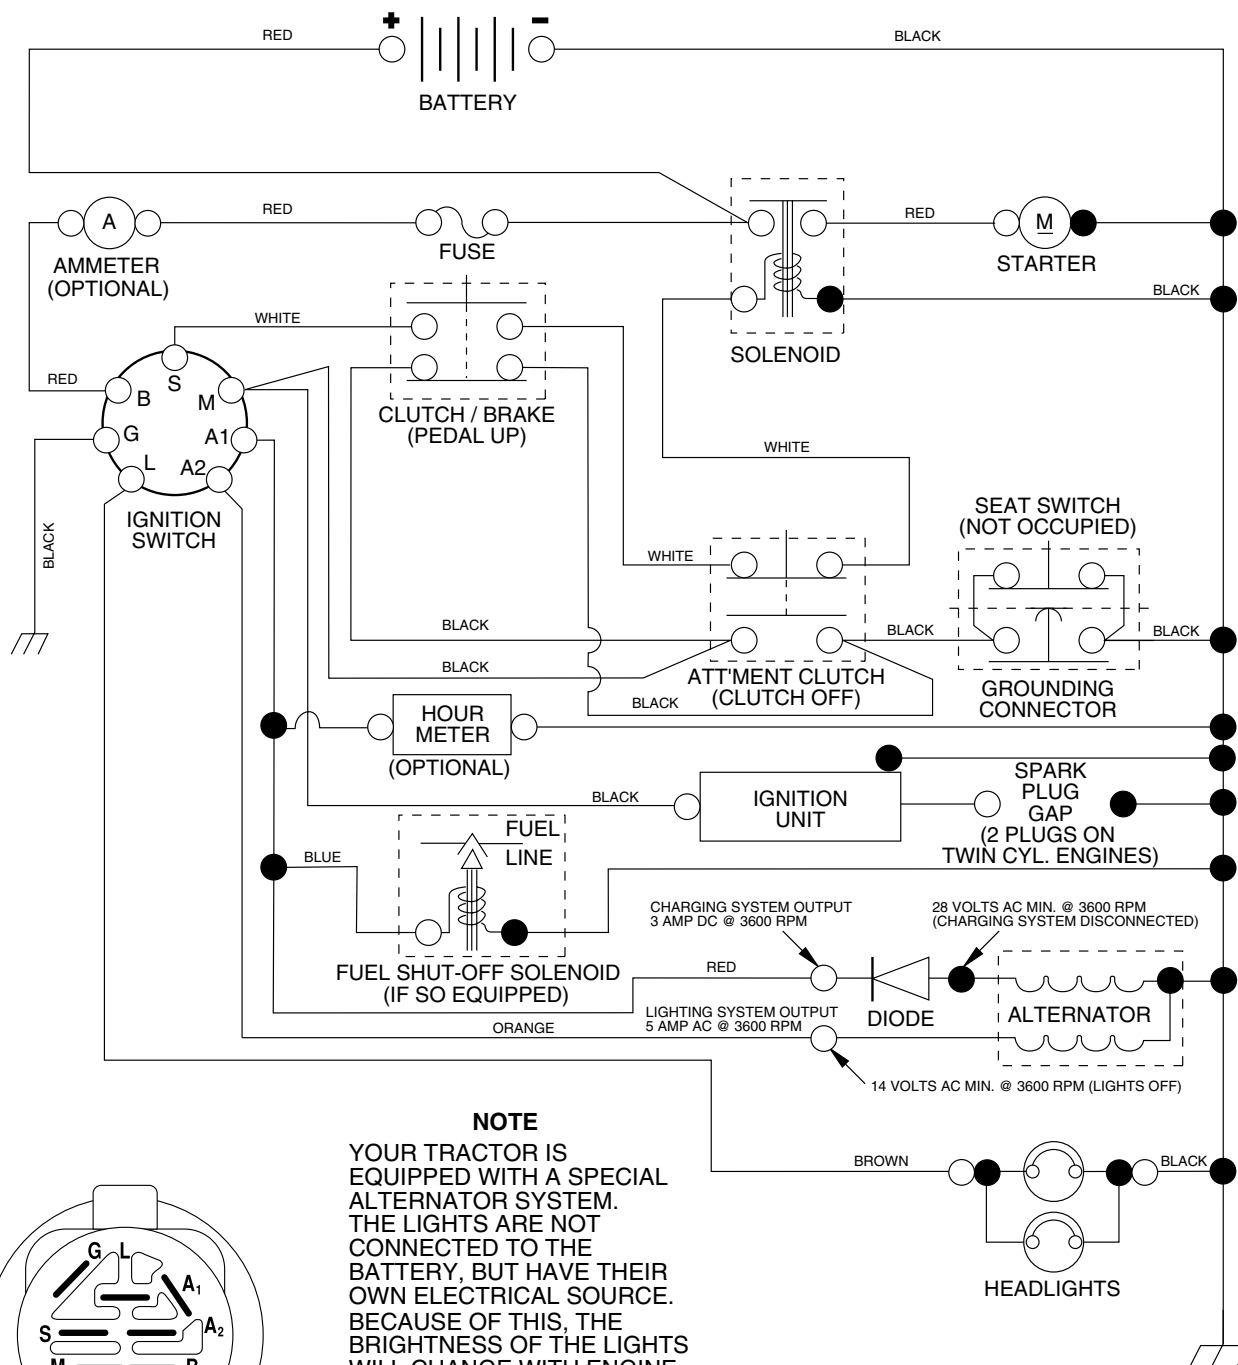 + -
RED
BLACK
BATTERY
A
RED
FUSE
RED
M
STARTER
AMMETER
(OPTIONAL)
BLACK
WHITE
SOLENOID
RED
S
B
M
G
A1
L
A2
CLUTCH / BRAKE
(PEDAL UP)
WHITE
IGNITION
SWITCH
BLACK
SEAT SWITCH
(NOT OCCUPIED)
WHITE
BLACK
BLACK
BLACK
BLACK
ATT'MENT CLUTCH
(CLUTCH OFF)
GROUNDING
CONNECTOR
BLACK
HOUR
METER
(OPTIONAL)
BLACK
IGNITION
UNIT
SPARK
PLUG
GAP
(2 PLUGS ON
TWIN CYL. ENGINES)
FUEL
LINE
BLUE
CHARGING SYSTEM OUTPUT
3 AMP DC @ 3600 RPM
28 VOLTS AC MIN. @ 3600 RPM
(CHARGING SYSTEM DISCONNECTED)
FUEL SHUT-OFF SOLENOID
(IF SO EQUIPPED)
RED
DIODE
ALTERNATOR
ORANGE
LIGHTING SYSTEM OUTPUT
5 AMP AC @ 3600 RPM
14 VOLTS AC MIN. @ 3600 RPM (LIGHTS OFF)
BROWN
BLACK
HEADLIGHTS
NOTE
YOUR TRACTOR IS
EQUIPPED WITH A SPECIAL
ALTERNATOR SYSTEM.
THE LIGHTS ARE NOT
CONNECTED TO THE
BATTERY, BUT HAVE THEIR
OWN ELECTRICAL SOURCE.
BECAUSE OF THIS, THE
BRIGHTNESS OF THE LIGHTS
WILL CHANGE WITH ENGINE
G L
A1
A2
S
M
B